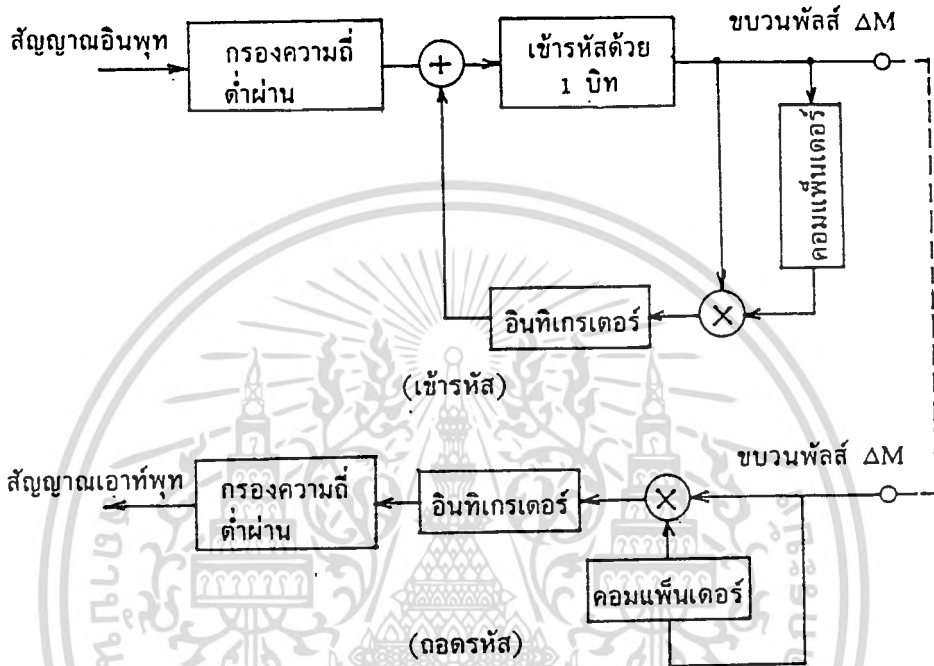 สัญญาณอินพุท
กรองความถี่
ต่ำผ่าน
+
เข้ารหัสด้วย
1 บิท
ขบวนพัลส์ ΔM
คอมแพ็นเดอร์
×
อินทิเกรเตอร์
(เข้ารหัส)
สัญญาณเอาท์พุท
กรองความถี่
ต่ำผ่าน
อินทิเกรเตอร์
×
ขบวนพัลส์ ΔM
คอมแพ็นเดอร์
(ถอดรหัส)